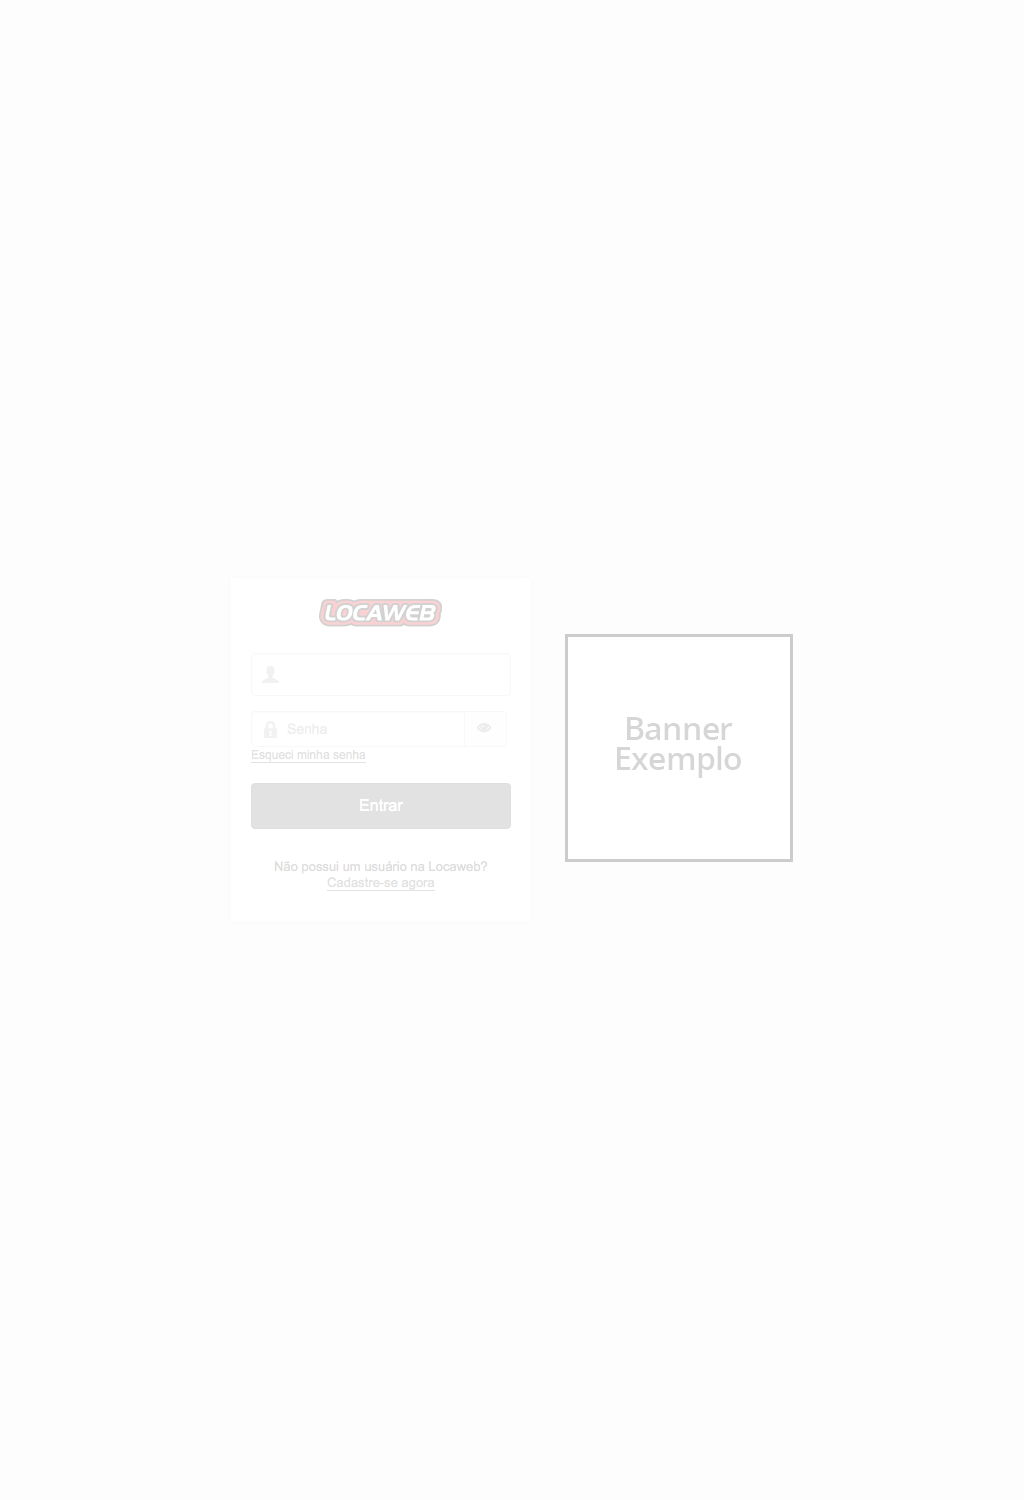 LOCAWEB
Senha
Esqueci minha senha
Entrar
Não possui um usuário na Locaweb?
Cadastre-se agora
Banner
Exemplo